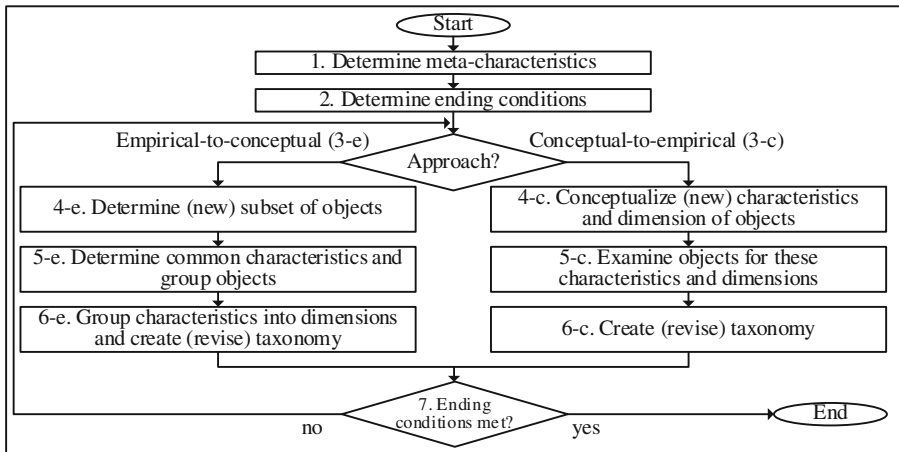 Start
1. Determine meta-characteristics
2. Determine ending conditions
Empirical-to-conceptual (3-e)
Conceptual-to-empirical (3-c)
Approach?
4-e. Determine (new) subset of objects
4-c. Conceptualize (new) characteristics
and dimension of objects
5-e. Determine common characteristics and
group objects
5-c. Examine objects for these
characteristics and dimensions
6-e. Group characteristics into dimensions
and create (revise) taxonomy
6-c. Create (revise) taxonomy
7. Ending
conditions met?
no
yes
End